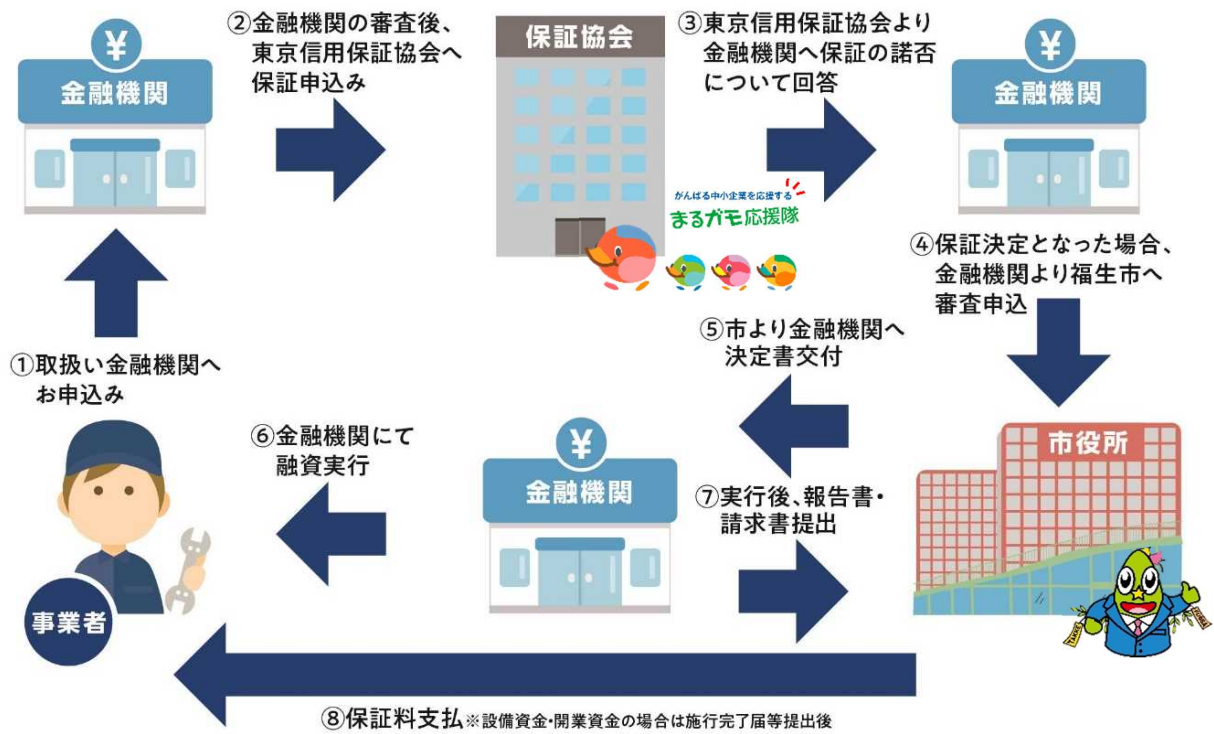 ①取扱い金融機関へ
お申込み
事業者
¥
金融機関
②金融機関の審査後、
東京信用保証協会へ
保証申込み
保証協会
がんばる中小企業を応援する
まるガモ応援隊
③東京信用保証協会より
金融機関へ保証の諾否
について回答
¥
金融機関
④保証決定となった場合、
金融機関より福生市へ
審査申込
市役所
⑤市より金融機関へ
決定書交付
¥
金融機関
⑥金融機関にて
融資実行
⑦実行後、報告書・
請求書提出
⑧保証料支払※設備資金・開業資金の場合は施行完了届等提出後